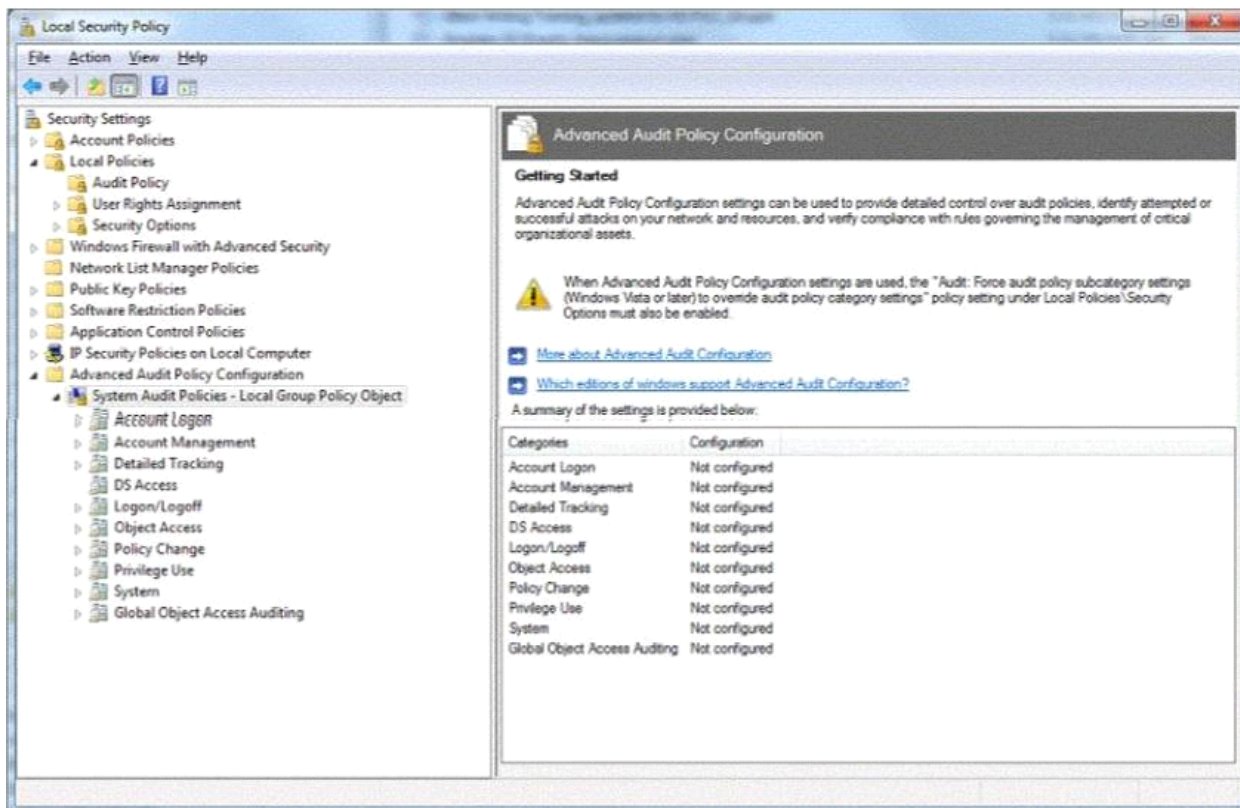 Local Security Policy
File Action View Help
Security Settings
Account Policies
Local Policies
Audit Policy
User Rights Assignment
Security Options
Windows Firewall with Advanced Security
Network List Manager Policies
Public Key Policies
Software Restriction Policies
Application Control Policies
IP Security Policies on Local Computer
Advanced Audit Policy Configuration
System Audit Policies - Local Group Policy Object
Account Logon
Account Management
Detailed Tracking
DS Access
Logon/Logoff
Object Access
Policy Change
Privilege Use
System
Global Object Access Auditing
Advanced Audit Policy Configuration
Getting Started
Advanced Audit Policy Configuration settings can be used to provide detailed control over audit policies, identify attempted or
successful attacks on your network and resources, and verify compliance with rules governing the management of critical
organizational assets.
When Advanced Audit Policy Configuration settings are used, the "Audit: Force audit policy subcategory settings
(Windows Vista or later) to override audit policy category settings" policy setting under Local Policies\Security
Options must also be enabled.
More about Advanced Audit Configuration
Which editions of windows support Advanced Audit Configuration?
A summary of the settings is provided below:
Categories Configuration
Account Logon Not configured
Account Management Not configured
Detailed Tracking Not configured
DS Access Not configured
Logon/Logoff Not configured
Object Access Not configured
Policy Change Not configured
Privilege Use Not configured
System Not configured
Global Object Access Auditing Not configured